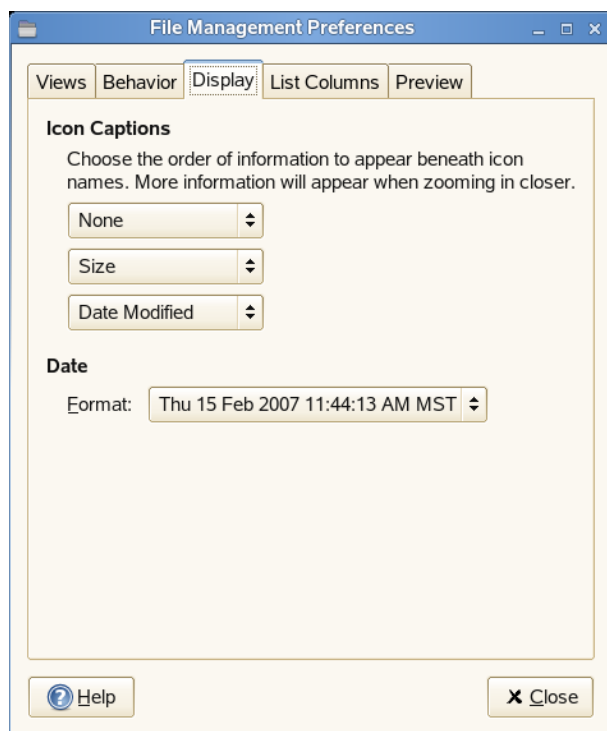 File Management Preferences
Views Behavior Display List Columns Preview
Icon Captions
Choose the order of information to appear beneath icon
names. More information will appear when zooming in closer.
None
Size
Date Modified
Date
Format: Thu 15 Feb 2007 11:44:13 AM MST
Help Close